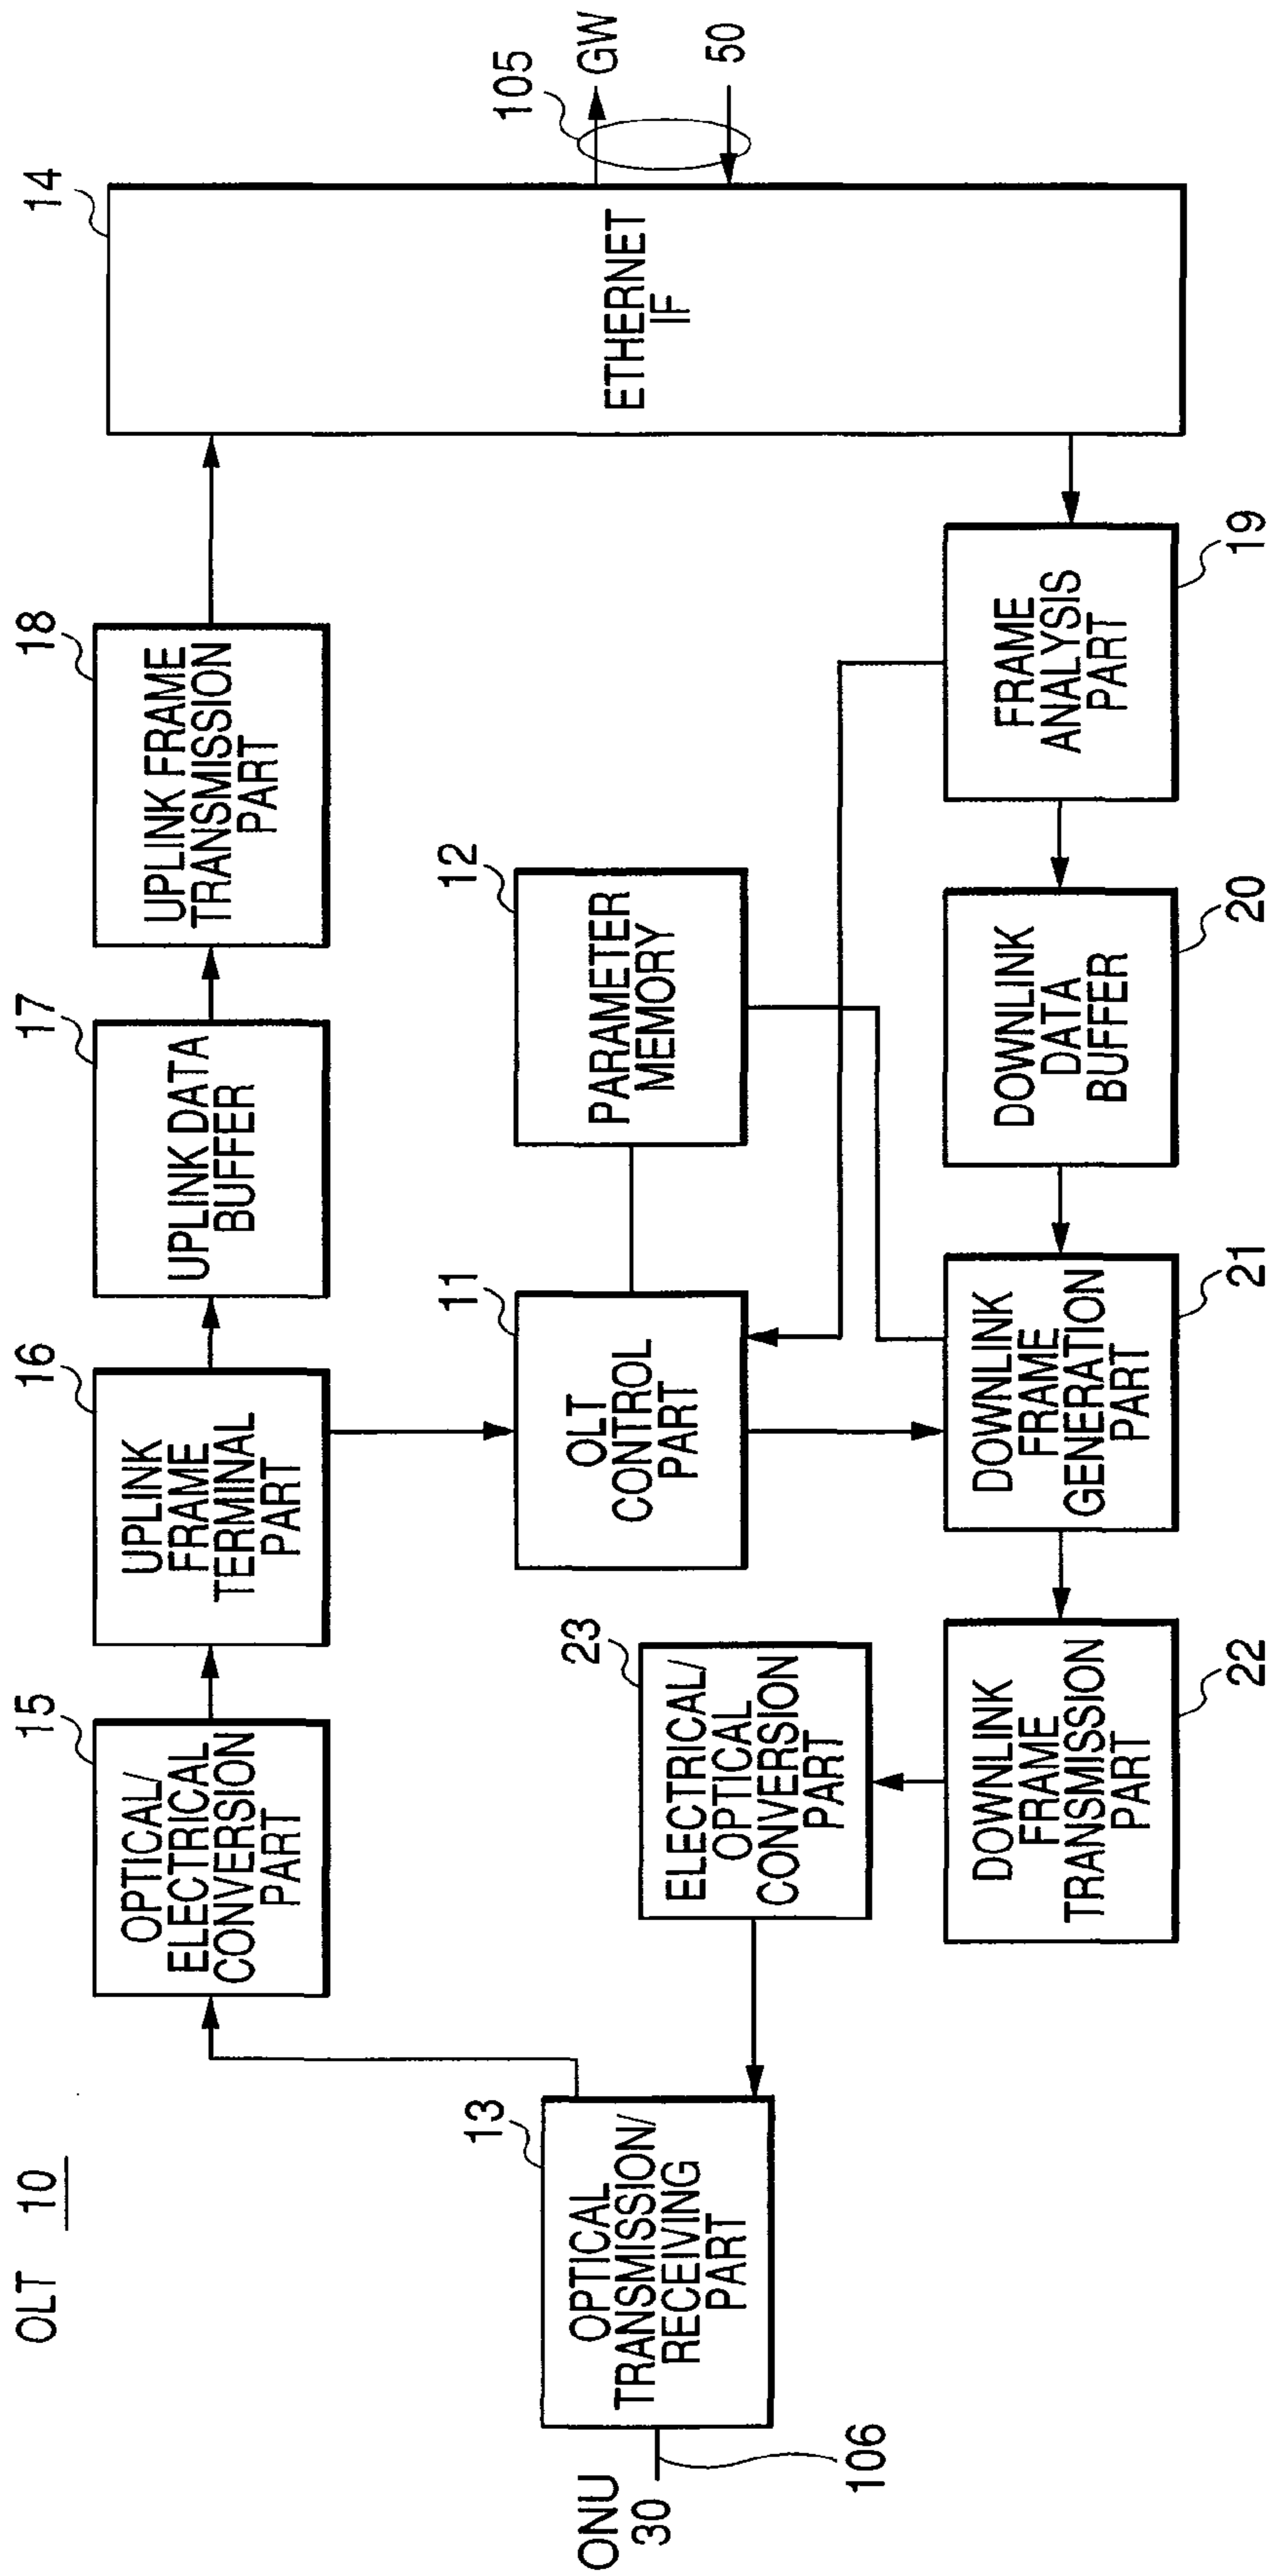 OLT 10
15
OPTICAL/
ELECTRICAL
CONVERSION
PART
16
UPLINK
FRAME
TERMINAL
PART
17
UPLINK DATA
BUFFER
18
UPLINK FRAME
TRANSMISSION
PART
14
ETHERNET
IF
105
GW
50
11
OLT
CONTROL
PART
12
PARAMETER
MEMORY
13
OPTICAL
TRANSMISSION/
RECEIVING
PART
ONU
30
106
23
ELECTRICAL/
OPTICAL
CONVERSION
PART
DOWNLINK
FRAME
TRANSMISSION
PART
22
DOWNLINK
FRAME
GENERATION
PART
21
DOWNLINK
DATA
BUFFER
20
FRAME
ANALYSIS
PART
19